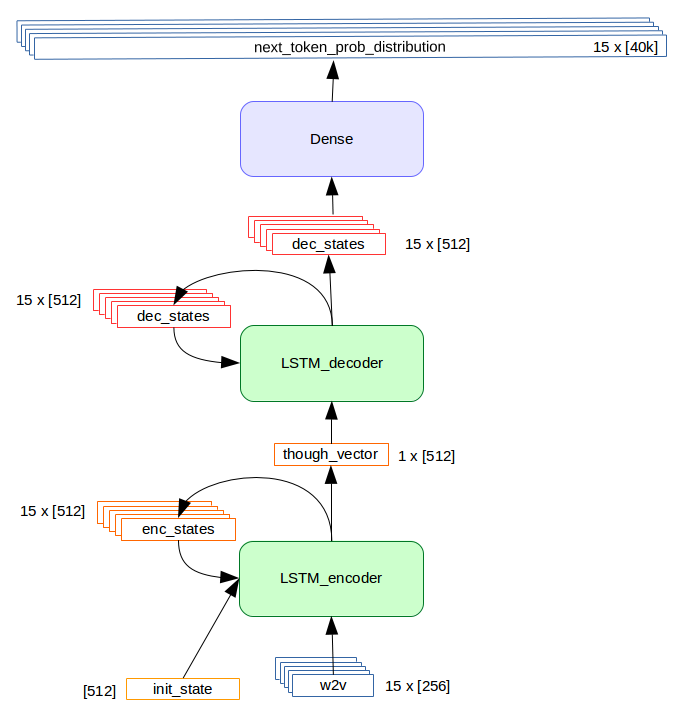 next_token_prob_distribution 15 x [40k]
Dense
dec_states 15 x [512]
15 x [512] dec_states
LSTM_decoder
though_vector 1 x [512]
15 x [512] enc_states
LSTM_encoder
[512] init_state w2v 15 x [256]